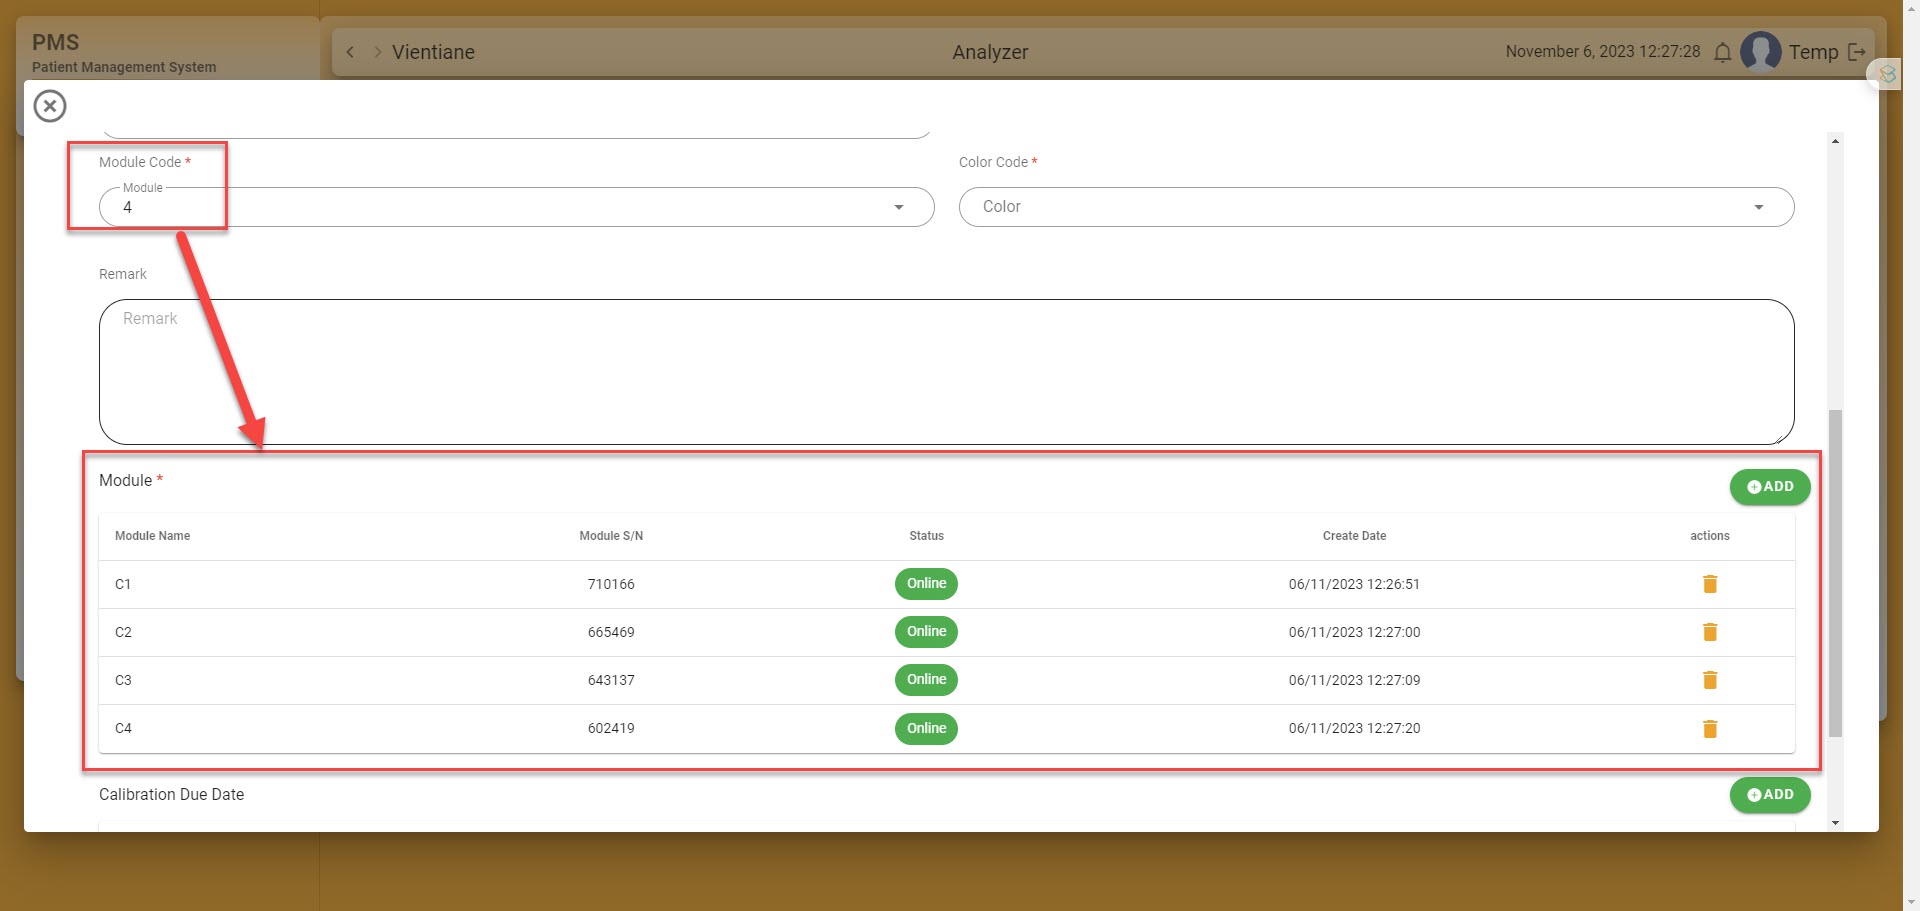 PMS
Patient Management System
Vientiane
Analyzer
November 6, 2023 12:27:28
Temp
Module Code *
Color Code *
Module
4
Color
Remark
Remark
Module *
ADD
Module Name Module S/N Status Create Date actions
C1 710166 Online 06/11/2023 12:26:51
C2 665469 Online 06/11/2023 12:27:00
C3 643137 Online 06/11/2023 12:27:09
C4 602419 Online 06/11/2023 12:27:20
Calibration Due Date
ADD